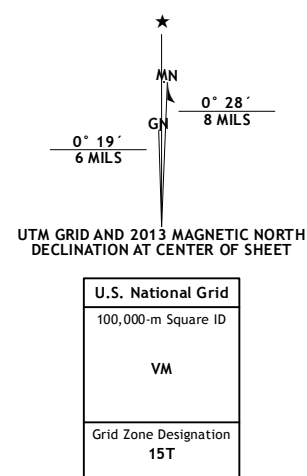 ★
MN
0° 28´
8 MILS
GN
0° 19´
6 MILS
UTM GRID AND 2013 MAGNETIC NORTH
DECLINATION AT CENTER OF SHEET
U.S. National Grid
100,000-m Square ID
VM
Grid Zone Designation
15T